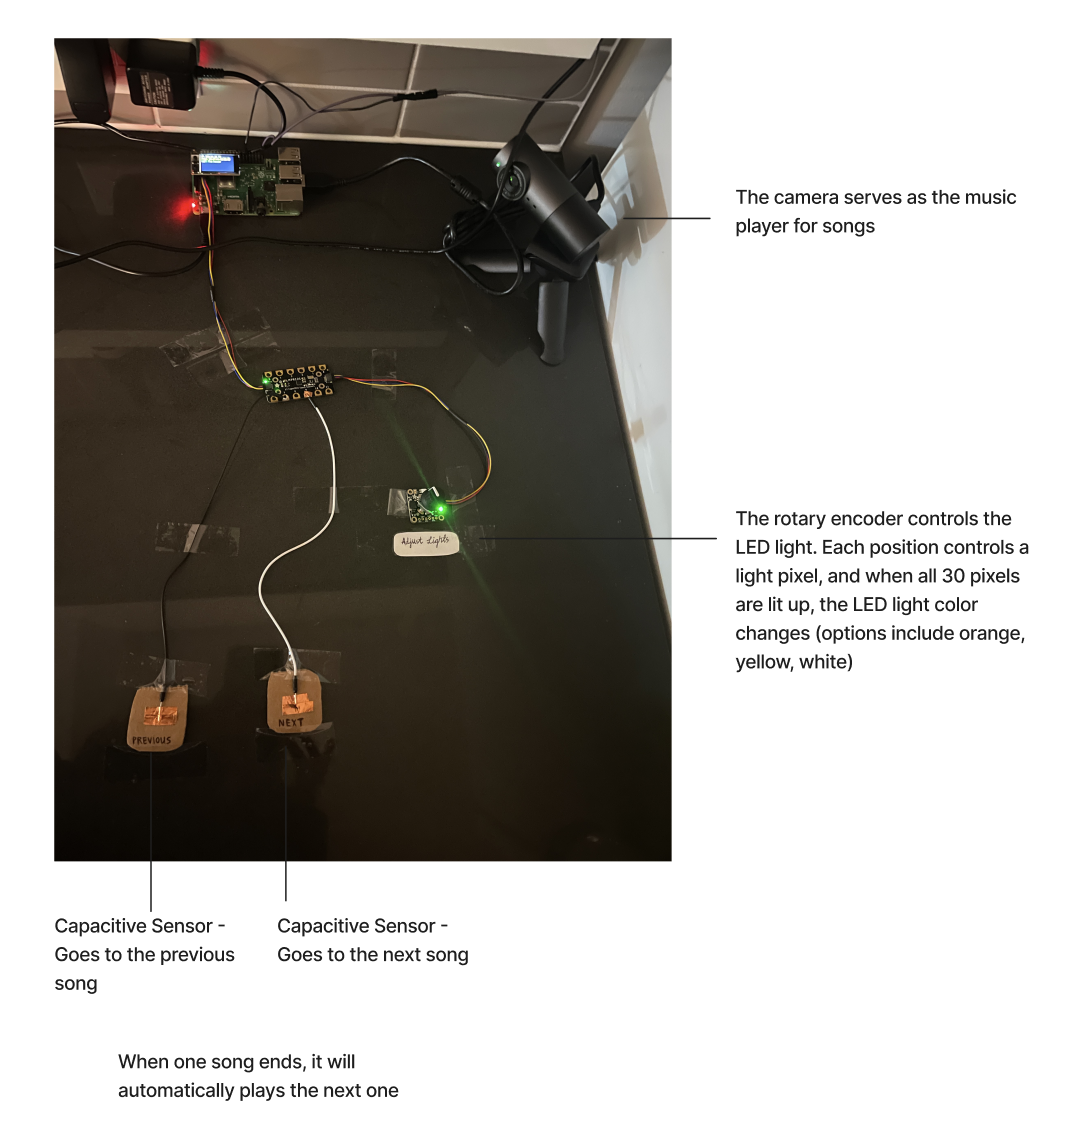 The camera serves as the music
player for songs
Adjust Lights
The rotary encoder controls the
LED light. Each position controls a
light pixel, and when all 30 pixels
are lit up, the LED light color
changes (options include orange,
yellow, white)
PREVIOUS
NEXT
Capacitive Sensor -
Goes to the previous
song
Capacitive Sensor -
Goes to the next song
When one song ends, it will
automatically plays the next one